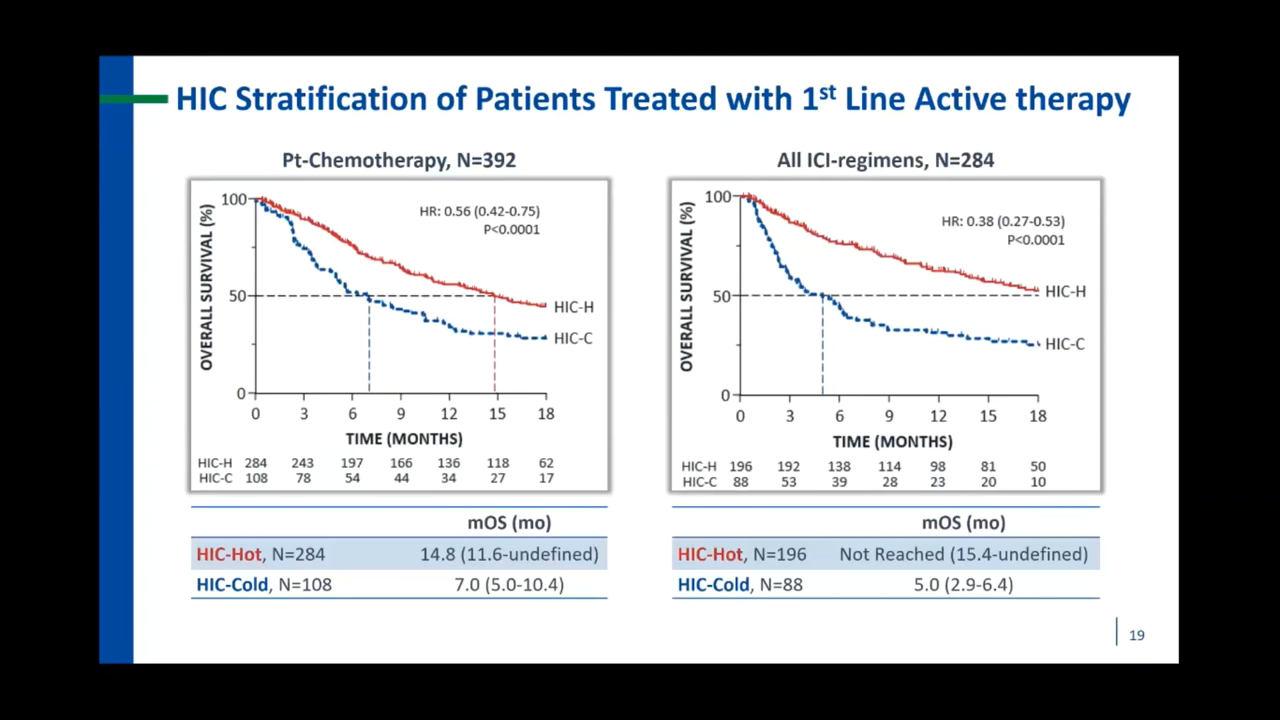 HIC Stratification of Patients Treated with 1st Line Active therapy
Pt-Chemotherapy, N=392
OVERALL SURVIVAL (%)
100
50
0
HR: 0.56 (0.42-0.75)
P<0.0001
HIC-H
HIC-C
0 3 6 9 12 15 18
TIME (MONTHS)
HIC-H 284 243 197 166 136 118 62
HIC-C 108 78 54 44 34 27 17
mOS (mo)
HIC-Hot, N=284 14.8 (11.6-undefined)
HIC-Cold, N=108 7.0 (5.0-10.4)
All ICI-regimens, N=284
OVERALL SURVIVAL (%)
100
50
0
HR: 0.38 (0.27-0.53)
P<0.0001
HIC-H
HIC-C
0 3 6 9 12 15 18
TIME (MONTHS)
HIC-H 196 192 138 114 98 81 50
HIC-C 88 53 39 28 23 20 10
mOS (mo)
HIC-Hot, N=196 Not Reached (15.4-undefined)
HIC-Cold, N=88 5.0 (2.9-6.4)
19